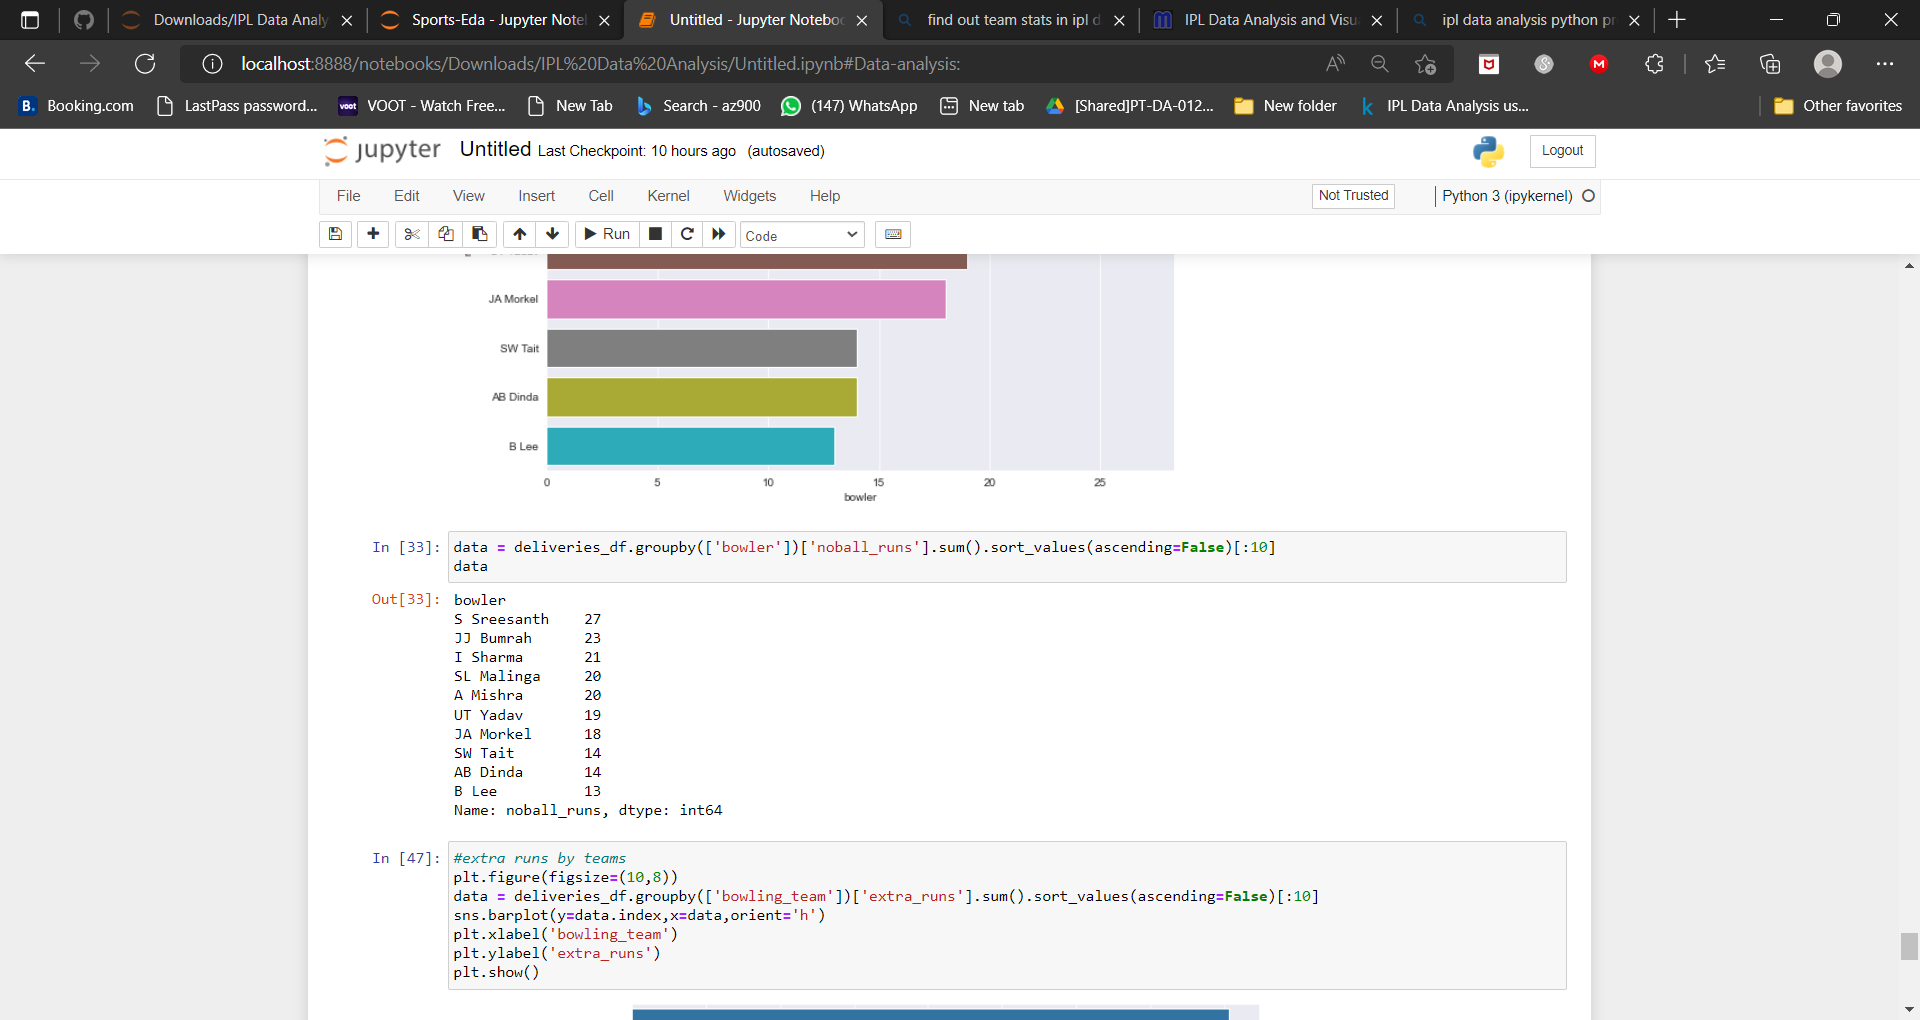 Downloads/IPL Data Analy
Sports-Eda - Jupyter Note
Untitled - Jupyter Notebo
find out team stats in ipl d
IPL Data Analysis and Visu
ipl data analysis python pr
localhost:8888/notebooks/Downloads/IPL%20Data%20Analysis/Untitled.ipynb#Data-analysis:
B. Booking.com
LastPass password...
voot VOOT - Watch Free...
New Tab
Search - az900
(147) WhatsApp
New tab
[Shared]PT-DA-012...
New folder
k IPL Data Analysis us...
Other favorites
jupyter Untitled Last Checkpoint: 10 hours ago (autosaved)
Logout
File Edit View Insert Cell Kernel Widgets Help
Not Trusted
Python 3 (ipykernel)
Run
Code
JA Morkel
SW Tait
AB Dinda
B Lee
0 5 10 15 20 25
bowler
In [33]: data = deliveries_df.groupby(['bowler'])['noball_runs'].sum().sort_values(ascending=False)[:10]
data
Out[33]: bowler
S Sreesanth 27
JJ Bumrah 23
I Sharma 21
SL Malinga 20
A Mishra 20
UT Yadav 19
JA Morkel 18
SW Tait 14
AB Dinda 14
B Lee 13
Name: noball_runs, dtype: int64
In [47]: #extra runs by teams
plt.figure(figsize=(10,8))
data = deliveries_df.groupby(['bowling_team'])['extra_runs'].sum().sort_values(ascending=False)[:10]
sns.barplot(y=data.index,x=data,orient='h')
plt.xlabel('bowling_team')
plt.ylabel('extra_runs')
plt.show()